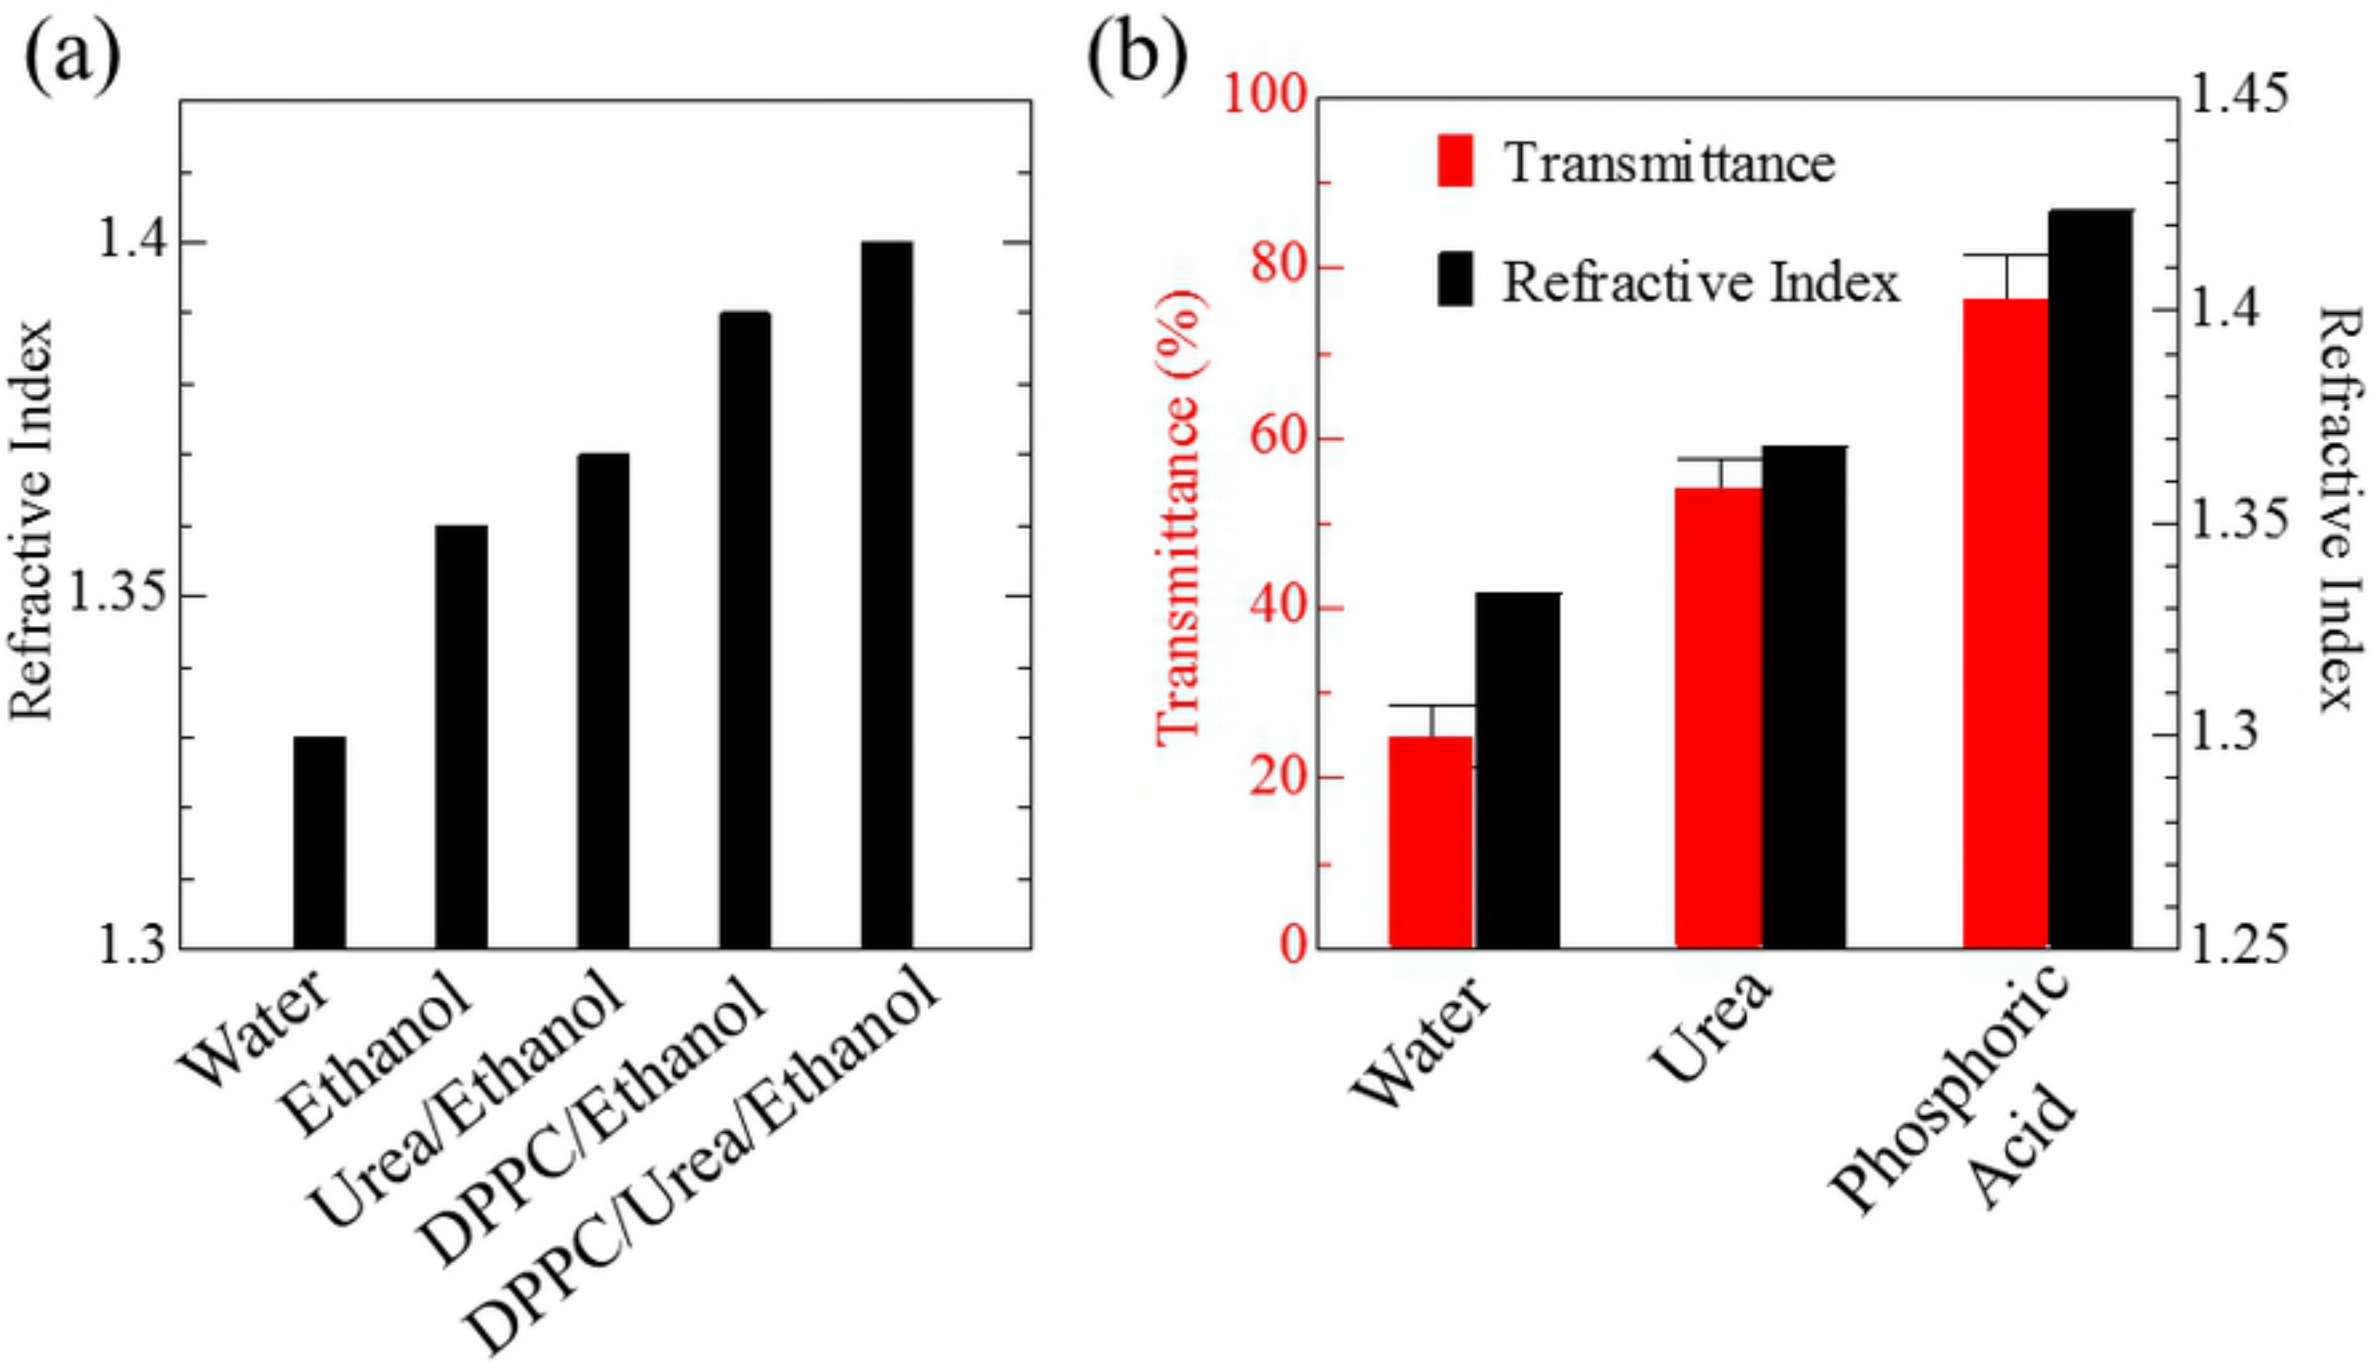 (a)
Refractive Index
1.4
1.35
1.3
Water
Ethanol
Urea/Ethanol
DPPC/Ethanol
DPPC/Urea/Ethanol
(b)
Transmittance (%)
100
80
60
40
20
0
Transmittance
Refractive Index
1.45
1.4
1.35
1.3
1.25
Refractive Index
Water
Urea
Phosphoric
Acid